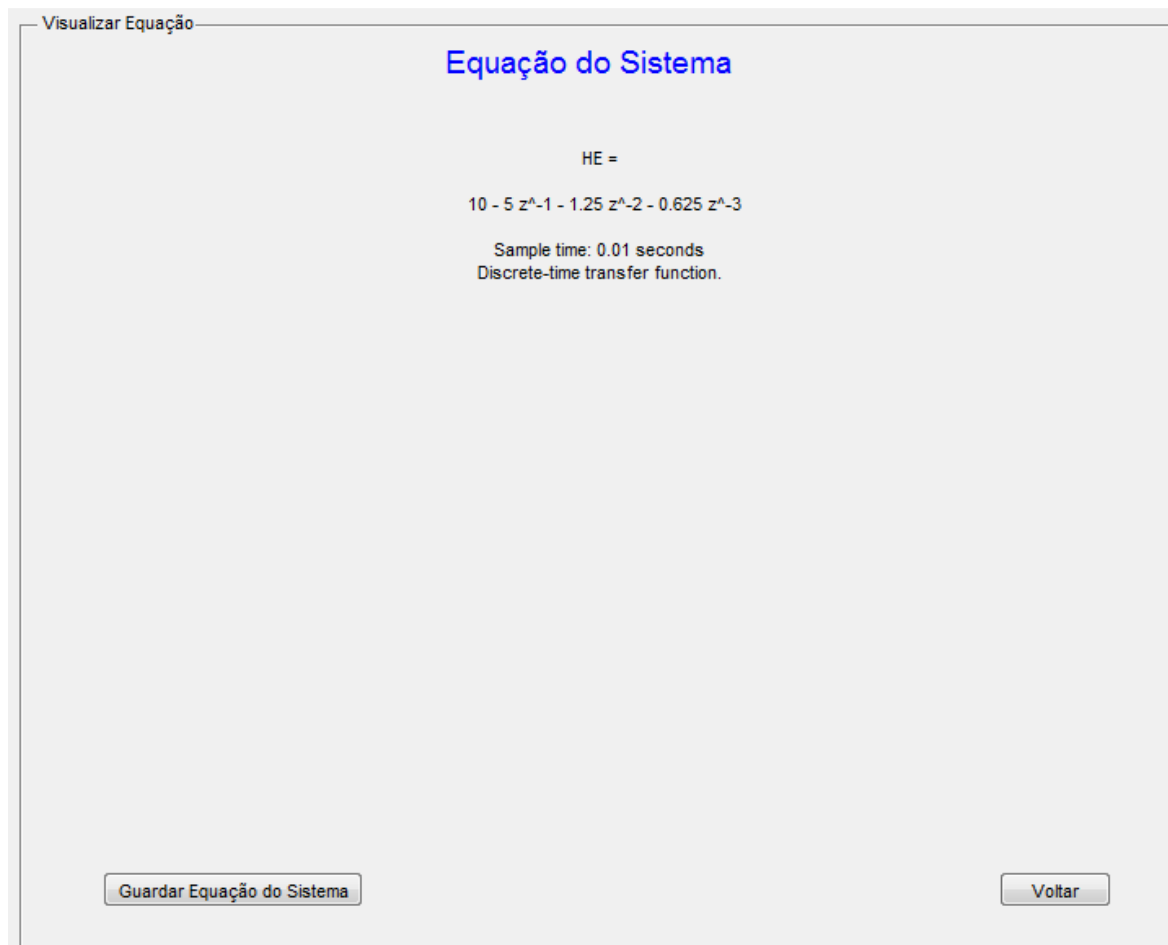 Visualizar Equação
Equação do Sistema
HE =
10 - 5 z^-1 - 1.25 z^-2 - 0.625 z^-3
Sample time: 0.01 seconds
Discrete-time transfer function.
Guardar Equação do Sistema
Voltar